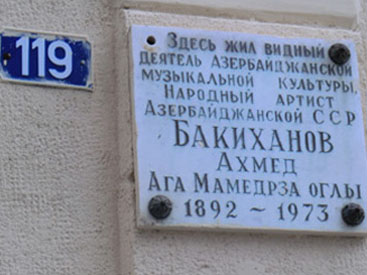 119
Здесь жил видный
деятель Азербайджанской
музыкальной культуры,
Народный артист
Азербайджанской ССР
Бакиханов
Ахмед
Ага Мамедрза оглы
1892 ~ 1973